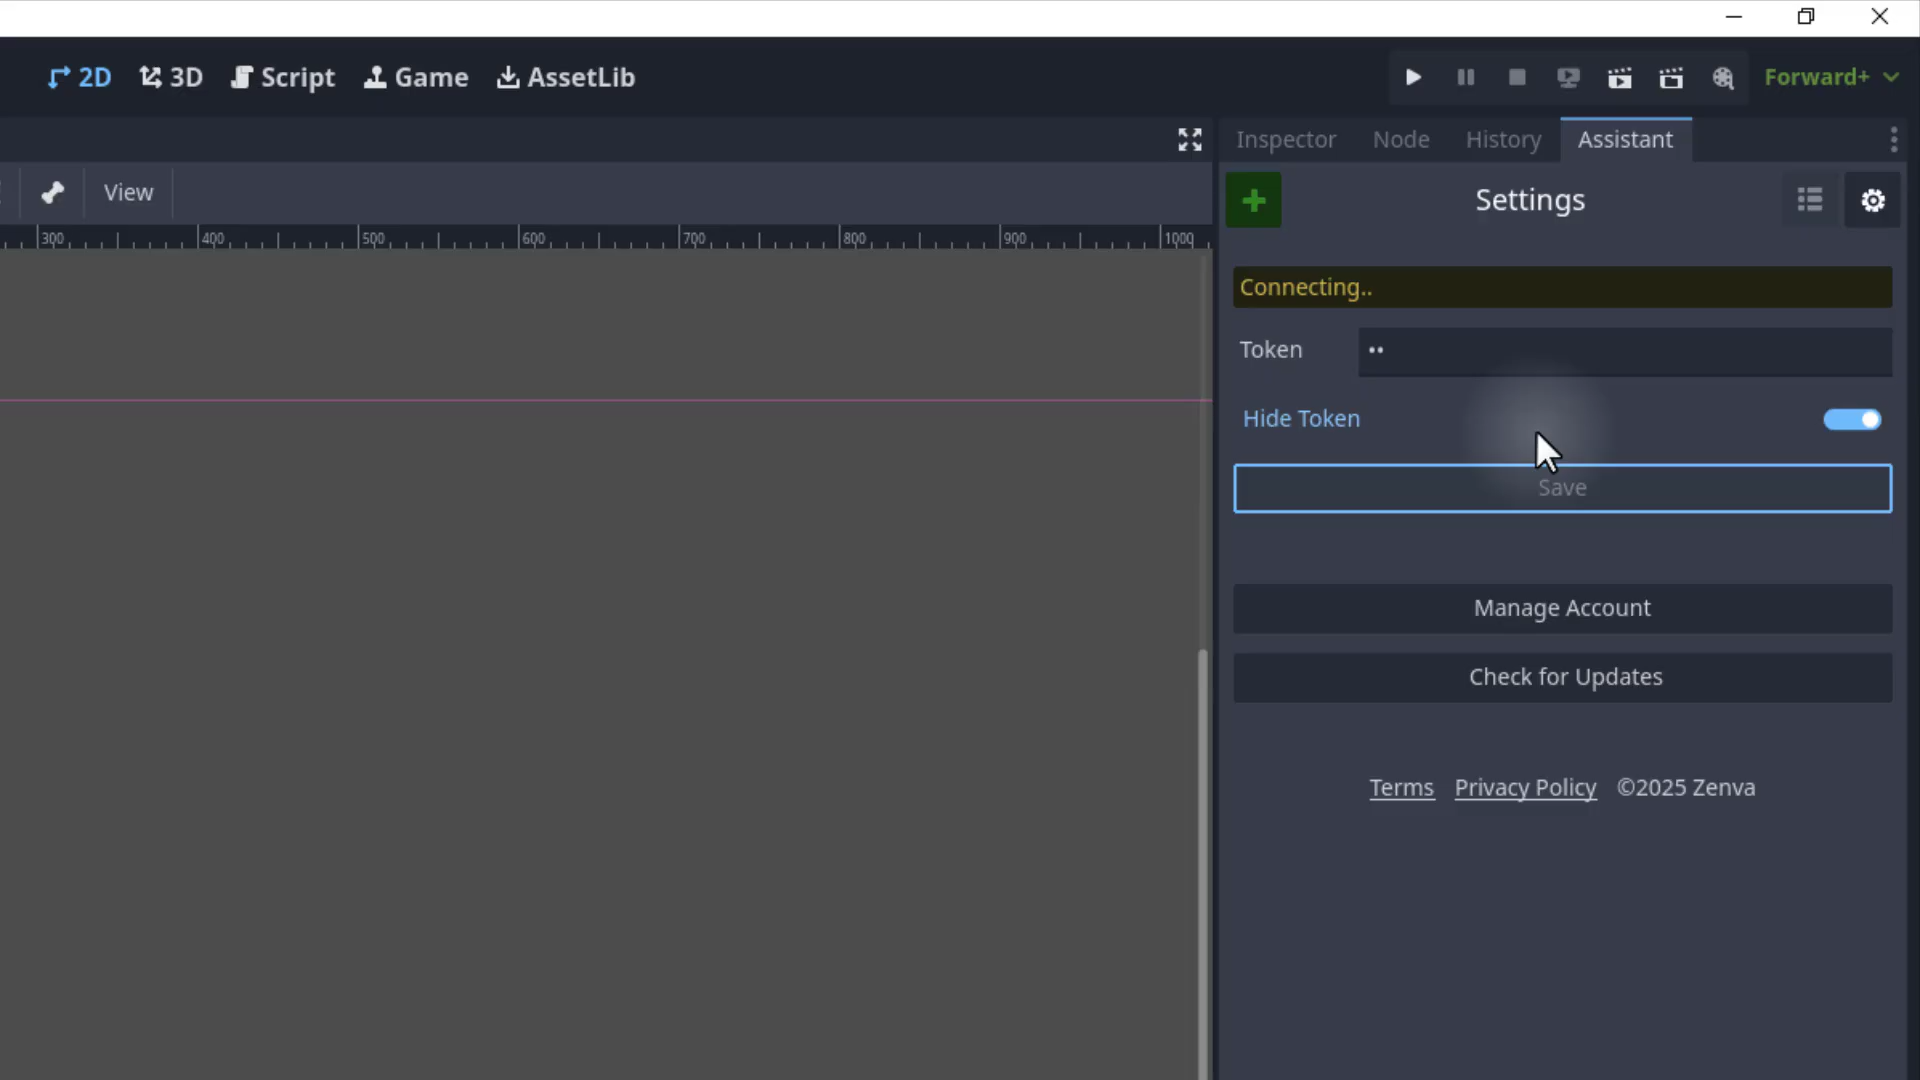 2D 3D Script Game AssetLib Forward+
Inspector Node History Assistant
View Settings
300 400 500 600 700 800 900 1000
Connecting..
Token ••
Hide Token
Save
Manage Account
Check for Updates
Terms Privacy Policy ©2025 Zenva